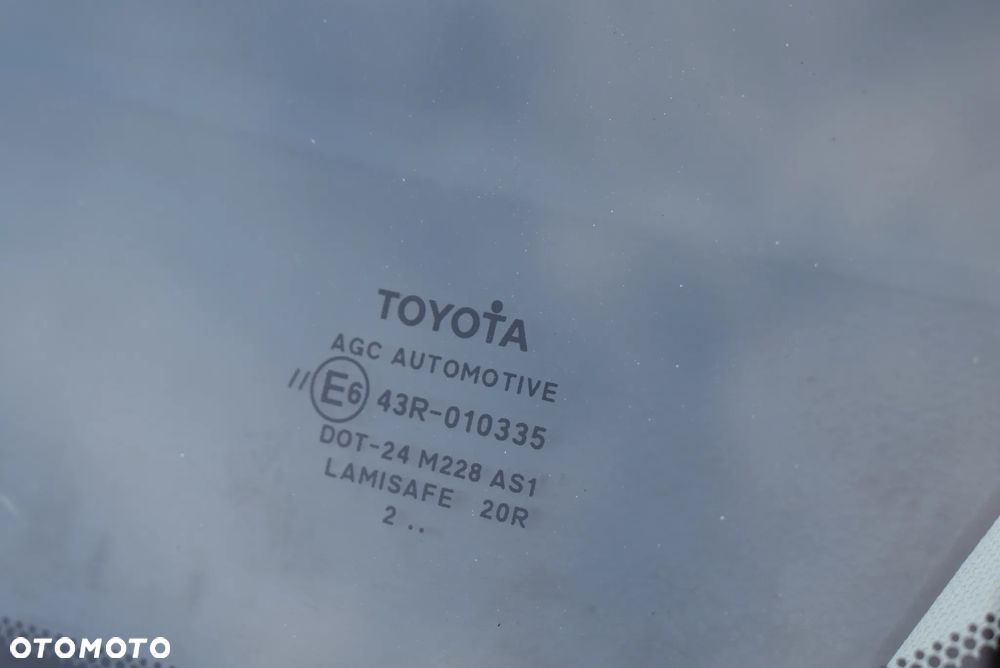 TOYOTA
AGC AUTOMOTIVE
// E6 43R-010335
DOT-24 M228 AS1
LAMISAFE 20R
2 ..
OTOMOTO